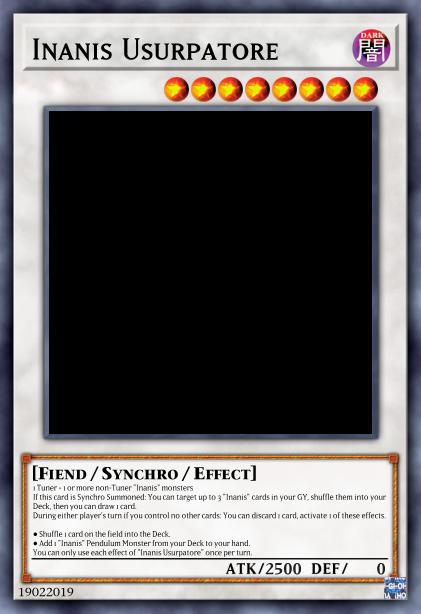 INANIS USURPATORE
DARK
闇
[FIEND / SYNCHRO / EFFECT]
1 Tuner + 1 or more non-Tuner "Inanis" monsters
If this card is Synchro Summoned: You can target up to 3 "Inanis" cards in your GY, shuffle them into your
Deck, then you can draw 1 card.
During either player's turn if you control no other cards: You can discard 1 card, activate 1 of these effects.
● Shuffle 1 card on the field into the Deck.
● Add 1 "Inanis" Pendulum Monster from your Deck to your hand.
You can only use each effect of "Inanis Usurpatore" once per turn.
ATK/2500 DEF/ 0
19022019